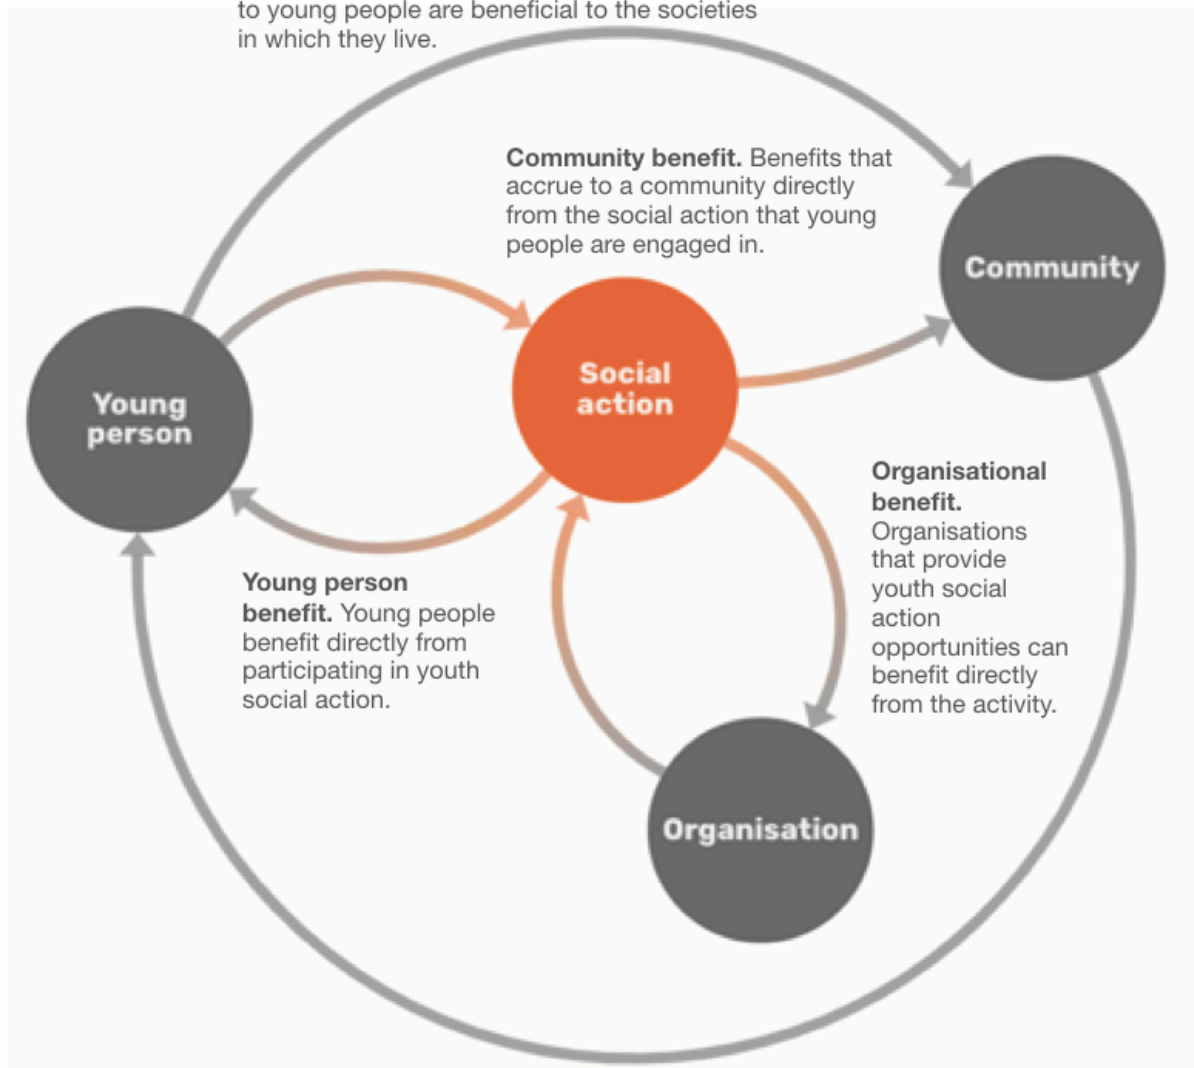 to young people are beneficial to the societies
in which they live.
Community benefit. Benefits that
accrue to a community directly
from the social action that young
people are engaged in.
Community
Social
action
Young
person
Organisational
benefit.
Organisations
that provide
youth social
action
opportunities can
benefit directly
from the activity.
Young person
benefit. Young people
benefit directly from
participating in youth
social action.
Organisation